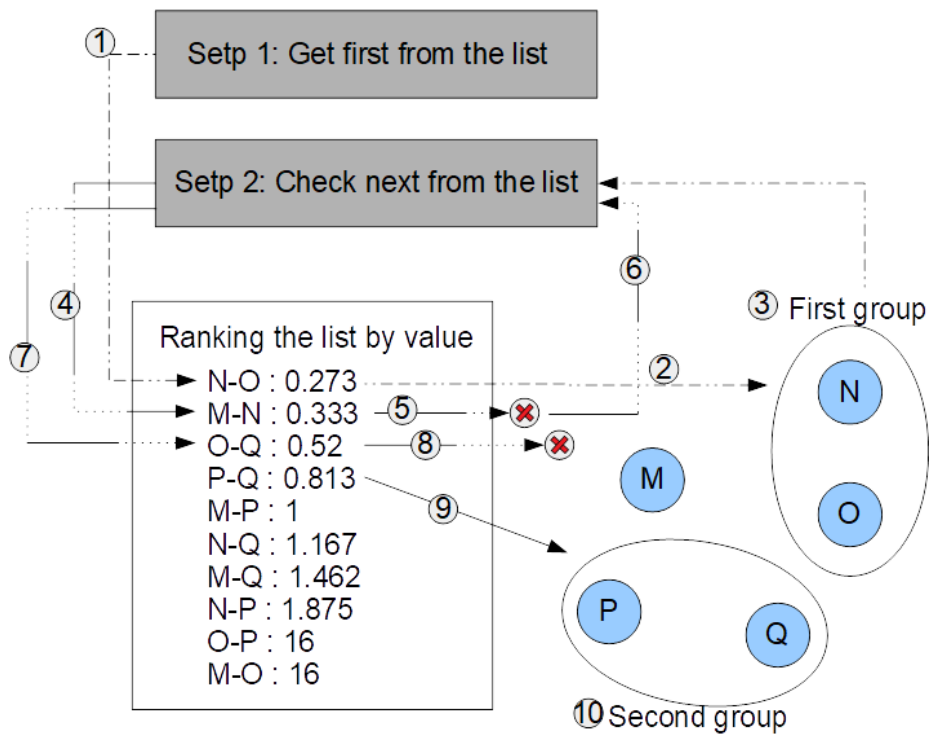 1
Setp 1: Get first from the list
Setp 2: Check next from the list
6
4
3 First group
7
Ranking the list by value
2
N-O : 0.273
N
M-N : 0.333
5
O-Q : 0.52
8
P-Q : 0.813
M
9
M-P : 1
O
N-Q : 1.167
M-Q : 1.462
N-P : 1.875
P
Q
O-P : 16
M-O : 16
10 Second group